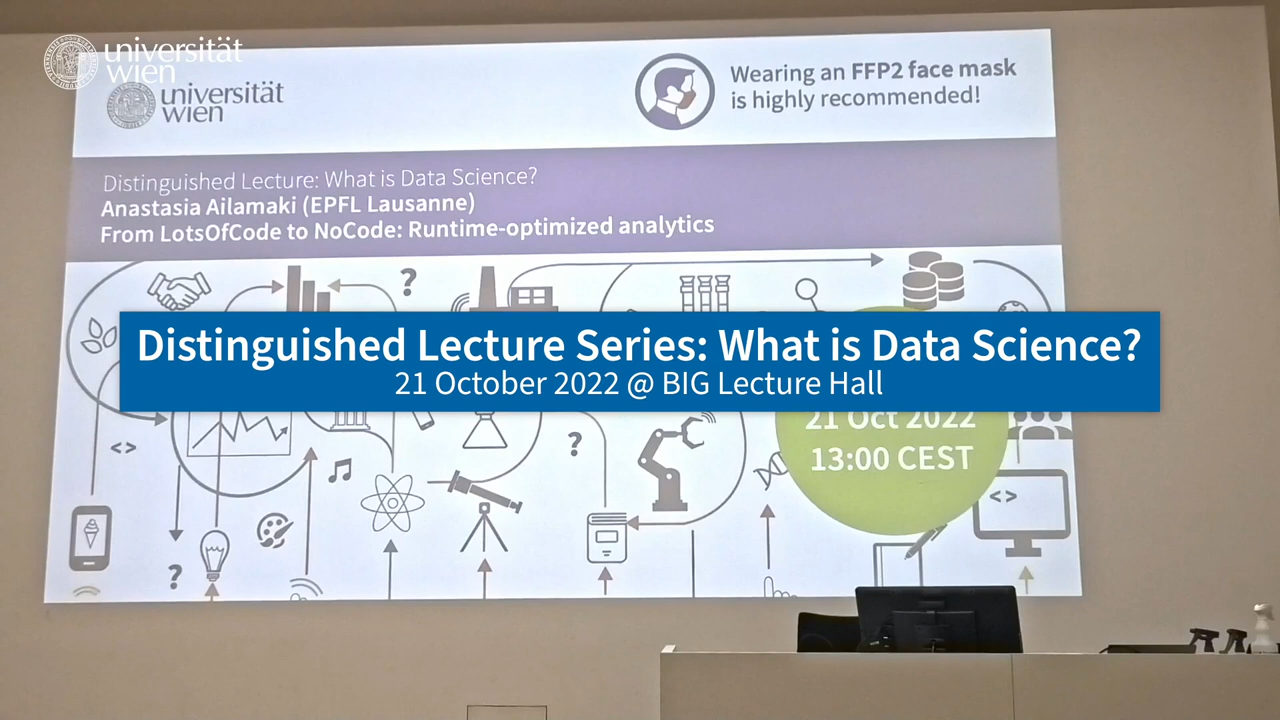 universität
wien
universität
wien
Wearing an FFP2 face mask
is highly recommended!
Distinguished Lecture: What is Data Science?
Anastasia Ailamaki (EPFL Lausanne)
From LotsOfCode to NoCode: Runtime-optimized analytics
?
Distinguished Lecture Series: What is Data Science?
21 October 2022 @ BIG Lecture Hall
21 Oct 2022
13:00 CEST
<>
?
<>
?